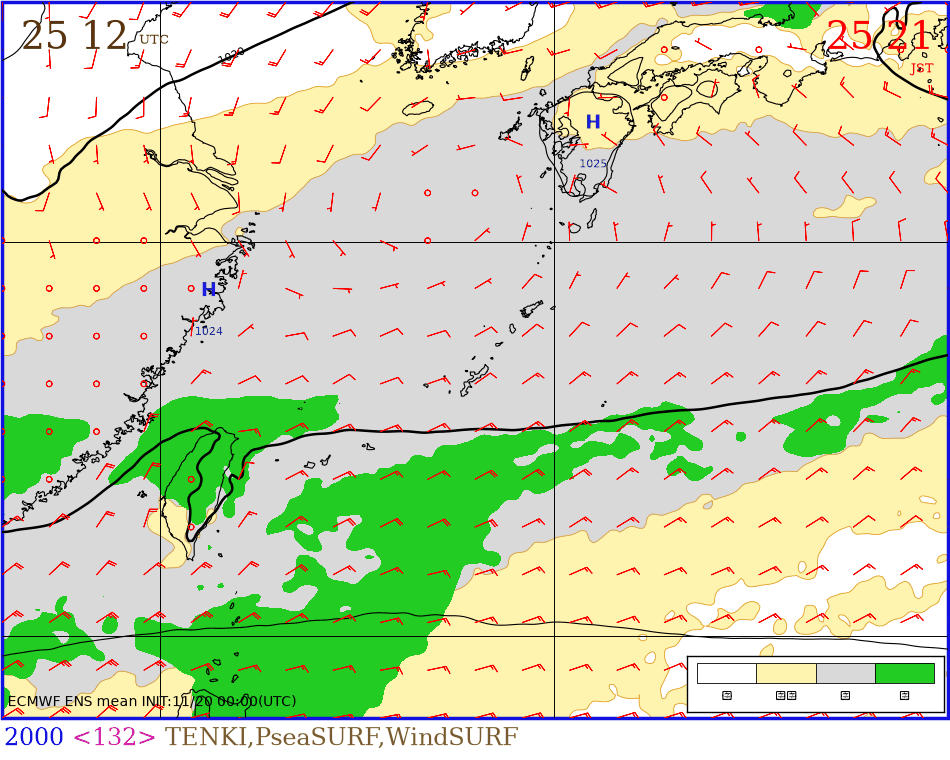 25 12 UTC
25 21
JST
1020
H
1025
H
1024
ECMWF ENS mean INIT:11/20 00:00(UTC)
2000 <132> TENKI,PseaSURF,WindSURF